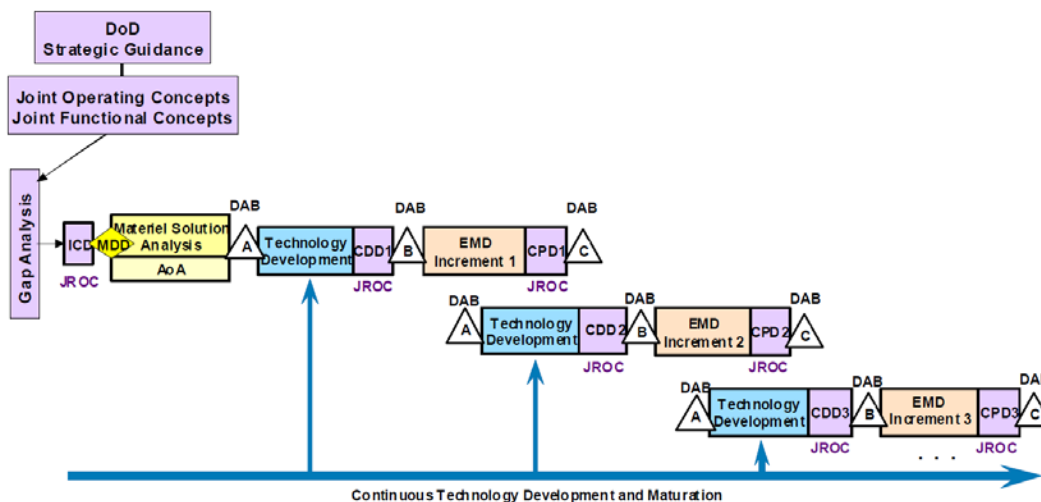 DoD
Strategic Guidance
Joint Operating Concepts
Joint Functional Concepts
Gap Analysis
ICD
JROC
MDD
Materiel Solution
Analysis
AoA
DAB
A
Technology
Development
CDD1
JROC
DAB
B
EMD
Increment 1
CPD1
JROC
DAB
C
DAB
A
Technology
Development
CDD2
JROC
DAB
B
EMD
Increment 2
CPD2
JROC
DAB
C
DAB
A
Technology
Development
CDD3
JROC
DAB
B
EMD
Increment 3
. . .
CPD3
JROC
DAB
C
Continuous Technology Development and Maturation